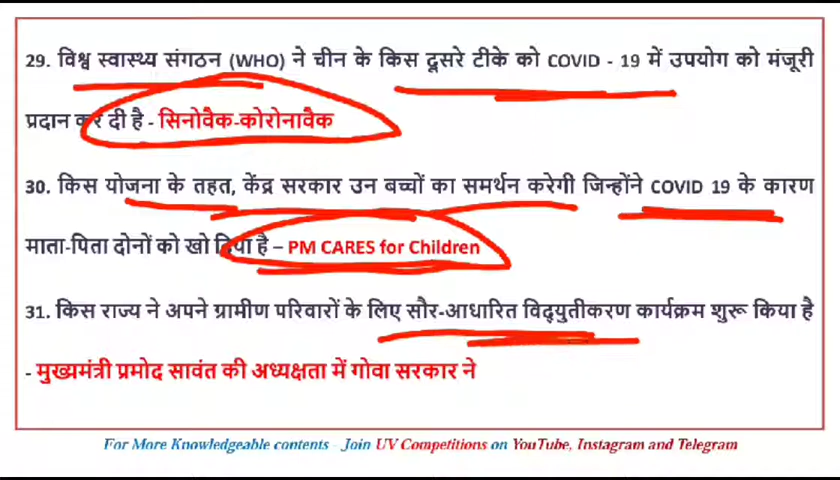 29. विश्व स्वास्थ्य संगठन (WHO) ने चीन के किस दूसरे टीके को COVID - 19 में उपयोग को मंजूरी
प्रदान कर दी है - सिनोवैक-कोरोनावैक
30. किस योजना के तहत, केंद्र सरकार उन बच्चों का समर्थन करेगी जिन्होंने COVID 19 के कारण
माता-पिता दोनों को खो दिया है – PM CARES for Children
31. किस राज्य ने अपने ग्रामीण परिवारों के लिए सौर-आधारित विद्युतीकरण कार्यक्रम शुरू किया है
- मुख्यमंत्री प्रमोद सावंत की अध्यक्षता में गोवा सरकार ने
For More Knowledgeable contents - Join UV Competitions on YouTube, Instagram and Telegram